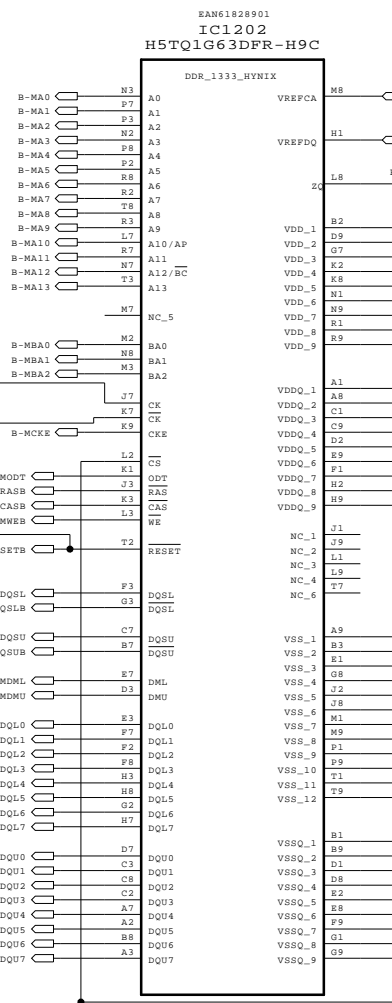 EAN61828901
IC1202
H5TQ1G63DFR-H9C
DDR_1333_HYNIX
B-MA0 N3 A0 VREFCA M8
B-MA1 P7 A1
B-MA2 P3 A2
B-MA3 N2 A3 VREFDQ H1
B-MA4 P8 A4
B-MA5 P2 A5
B-MA6 R8 A6 ZQ L8
B-MA7 R2 A7
B-MA8 T8 A8
B-MA9 R3 A9 VDD_1 B2
B-MA10 L7 A10/AP VDD_2 D9
B-MA11 R7 A11 VDD_3 G7
B-MA12 N7 A12/BC VDD_4 K2
B-MA13 T3 A13 VDD_5 K8
VDD_6 N1
M7 NC_5 VDD_7 N9
VDD_8 R1
B-MBA0 M2 BA0 VDD_9 R9
B-MBA1 N8 BA1
B-MBA2 M3 BA2
VDDQ_1 A1
J7 CK VDDQ_2 A8
K7 CK VDDQ_3 C1
B-MCKE K9 CKE VDDQ_4 C9
VDDQ_5 D2
L2 CS VDDQ_6 E9
MODT K1 ODT VDDQ_7 F1
RASB J3 RAS VDDQ_8 H2
CASB K3 CAS VDDQ_9 H9
MWEB L3 WE
NC_1 J1
SETB T2 RESET NC_2 J9
NC_3 L1
NC_4 L9
DQSL F3 DQSL NC_6 T7
QSLB G3 DQSL
DQSU C7 DQSU VSS_1 A9
QSUB B7 DQSU VSS_2 B3
VSS_3 E1
MDML E7 DML VSS_4 G8
MDMU D3 DMU VSS_5 J2
VSS_6 J8
DQL0 E3 DQL0 VSS_7 M1
DQL1 F7 DQL1 VSS_8 M9
DQL2 F2 DQL2 VSS_9 P1
DQL3 F8 DQL3 VSS_10 P9
DQL4 H3 DQL4 VSS_11 T1
DQL5 H8 DQL5 VSS_12 T9
DQL6 G2 DQL6
DQL7 H7 DQL7
VSSQ_1 B1
DQU0 D7 DQU0 VSSQ_2 B9
DQU1 C3 DQU1 VSSQ_3 D1
DQU2 C8 DQU2 VSSQ_4 D8
DQU3 C2 DQU3 VSSQ_5 E2
DQU4 A7 DQU4 VSSQ_6 E8
DQU5 A2 DQU5 VSSQ_7 F9
DQU6 B8 DQU6 VSSQ_8 G1
DQU7 A3 DQU7 VSSQ_9 G9